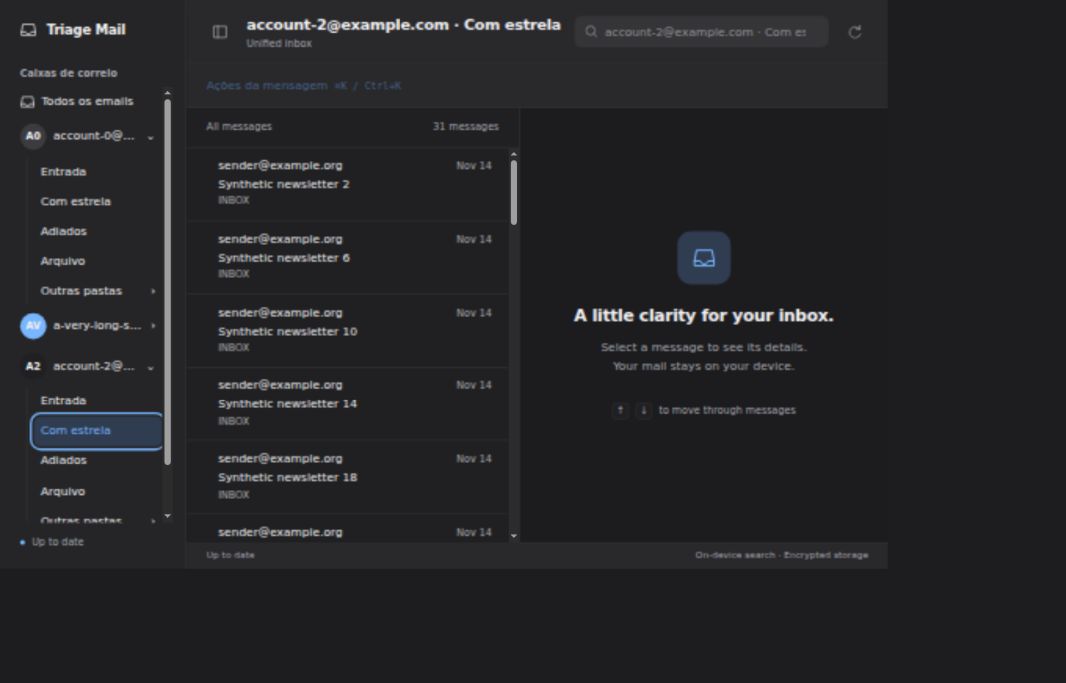 Triage Mail
Caixas de correio
Todos os emails
A0 account-0@... 
Entrada
Com estrela
Adiados
Arquivo
Outras pastas
AV a-very-long-s...
A2 account-2@...
Entrada
Com estrela
Adiados
Arquivo
Outras pastas
Up to date
account-2@example.com · Com estrela
Unified inbox
account-2@example.com · Com es
Ações da mensagem ⌘K / Ctrl+K
All messages 31 messages
sender@example.org Nov 14
Synthetic newsletter 2
INBOX
sender@example.org Nov 14
Synthetic newsletter 6
INBOX
sender@example.org Nov 14
Synthetic newsletter 10
INBOX
sender@example.org Nov 14
Synthetic newsletter 14
INBOX
sender@example.org Nov 14
Synthetic newsletter 18
INBOX
sender@example.org Nov 14
A little clarity for your inbox.
Select a message to see its details.
Your mail stays on your device.
↑ ↓ to move through messages
Up to date
On-device search · Encrypted storage